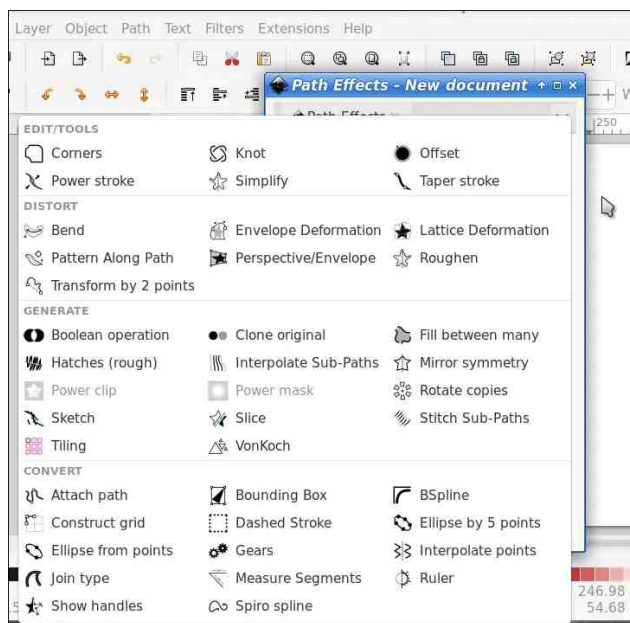 Layer Object Path Text Filters Extensions Help
Path Effects - New document
Path Effects
250
EDIT/TOOLS
Corners Knot Offset
Power stroke Simplify Taper stroke
DISTORT
Bend Envelope Deformation Lattice Deformation
Pattern Along Path Perspective/Envelope Roughen
Transform by 2 points
GENERATE
Boolean operation Clone original Fill between many
Hatches (rough) Interpolate Sub-Paths Mirror symmetry
Power clip Power mask Rotate copies
Sketch Slice Stitch Sub-Paths
Tiling VonKoch
CONVERT
Attach path Bounding Box BSpline
Construct grid Dashed Stroke Ellipse by 5 points
Ellipse from points Gears Interpolate points
Join type Measure Segments Ruler
Show handles Spiro spline
246.98
54.68